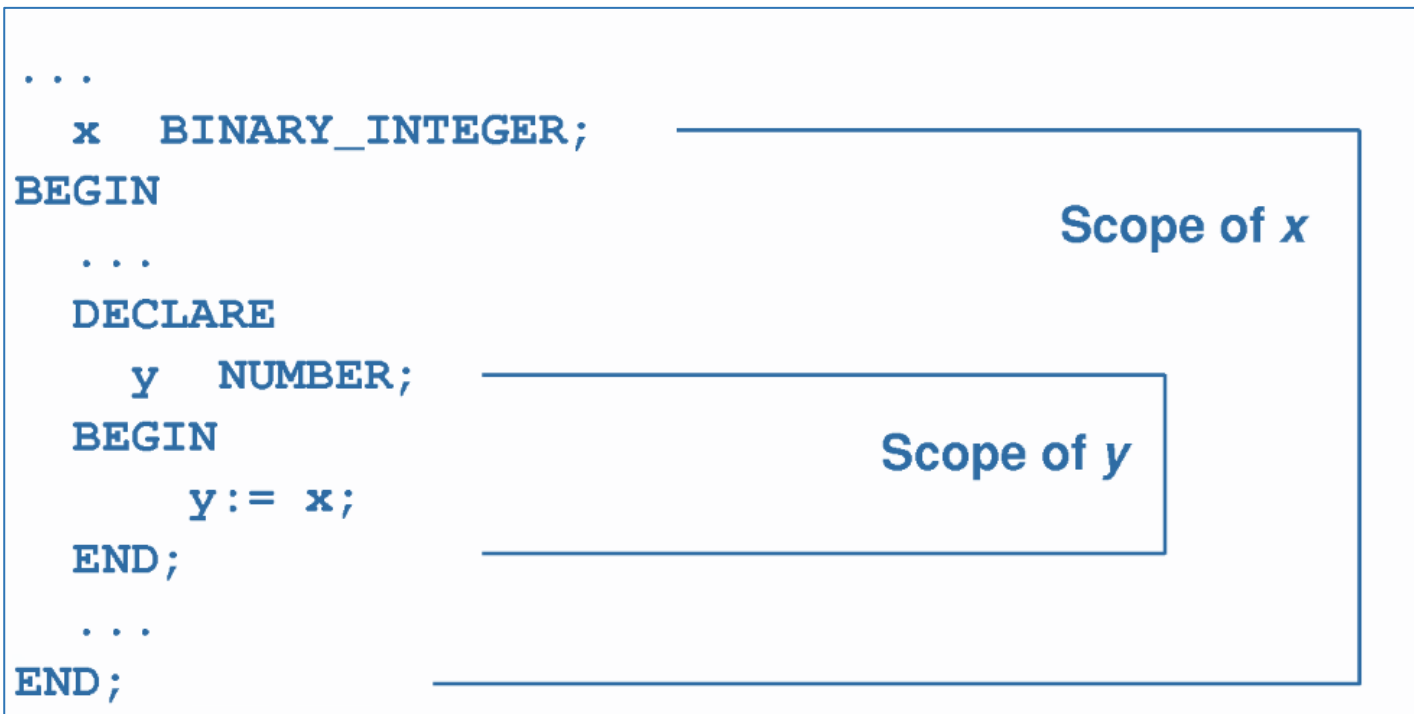 ...
x BINARY_INTEGER;
BEGIN
Scope of x
...
DECLARE
y NUMBER;
BEGIN
Scope of y
y:= x;
END;
...
END;